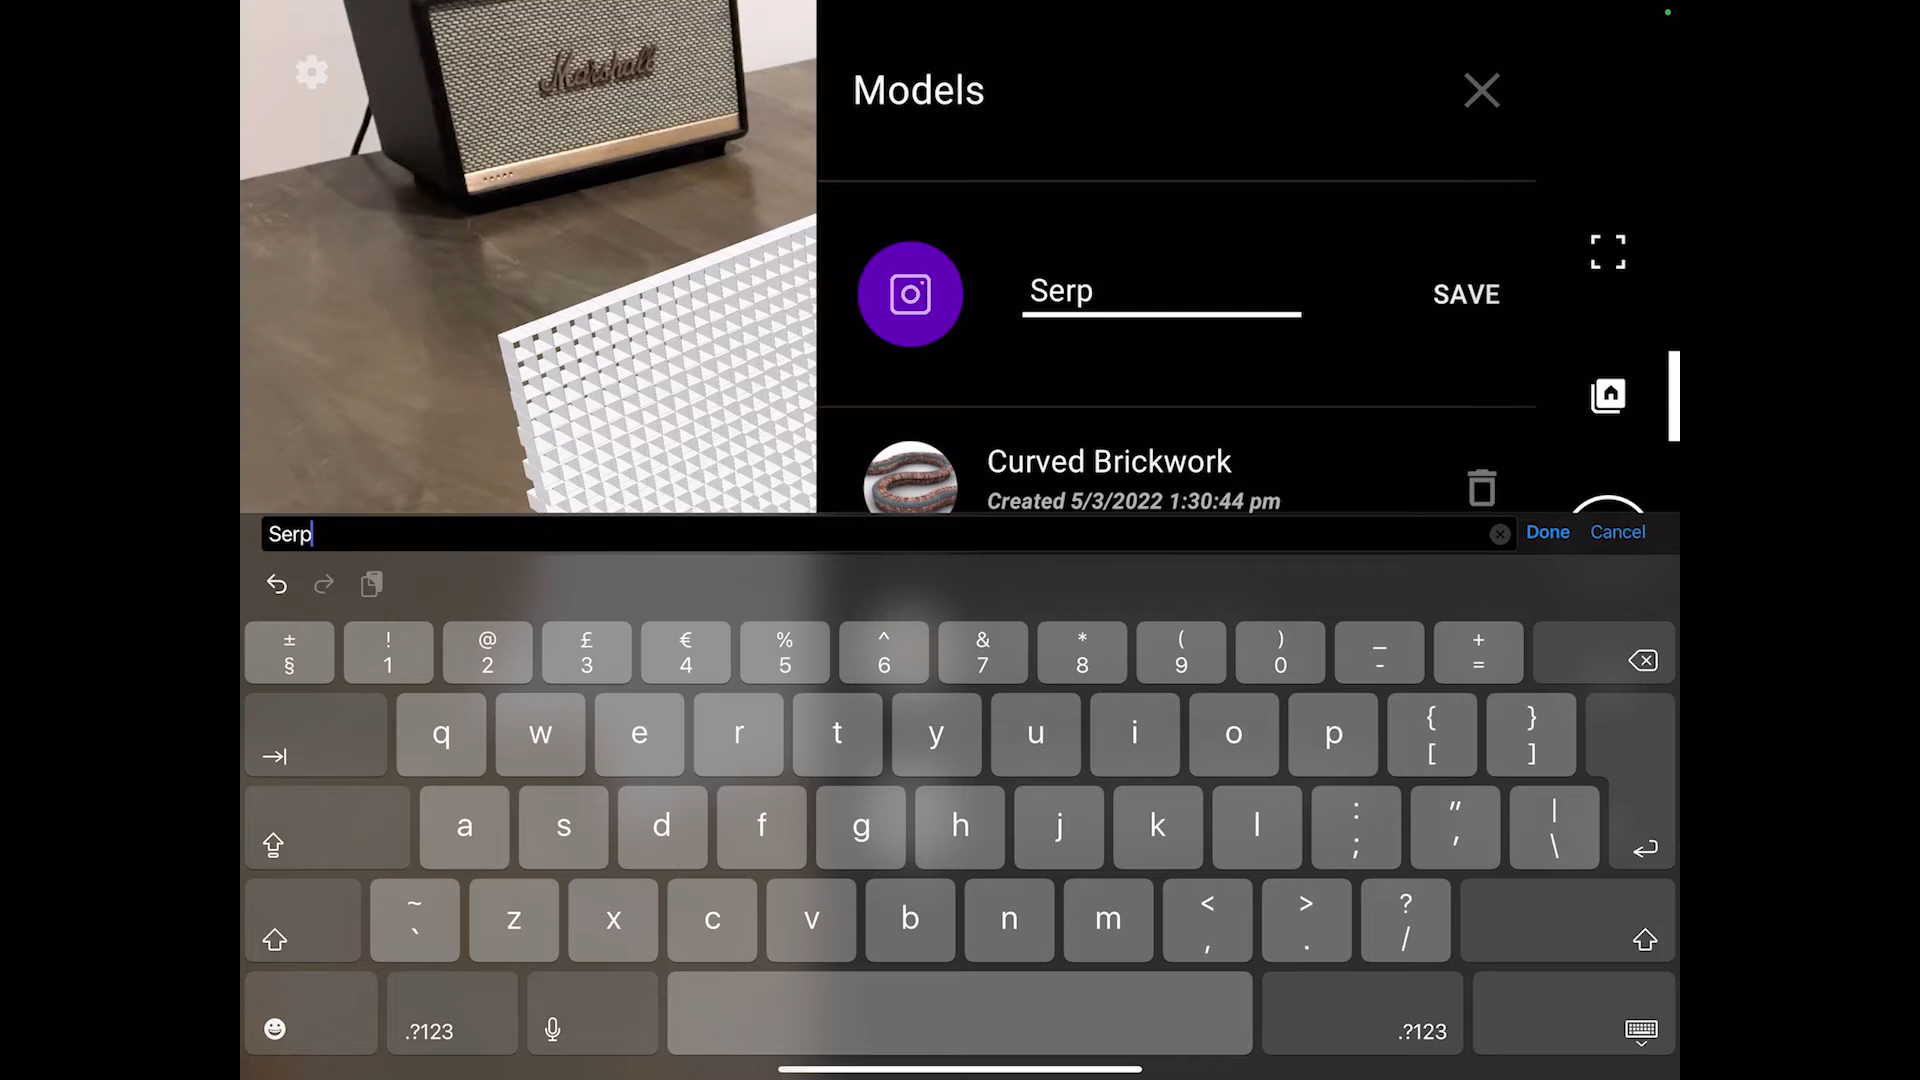 Marshall
Models
Serp
SAVE
Curved Brickwork
Created 5/3/2022 1:30:44 pm
Serp
Done
Cancel
± ! @ £ € % ^ & * ( ) _ +
§ 1 2 3 4 5 6 7 8 9 0 - =
q w e r t y u i o p { }
[ ]
a s d f g h j k l : " |
; ' \
~ z x c v b n m < > ?
` , . /
.?123
.?123